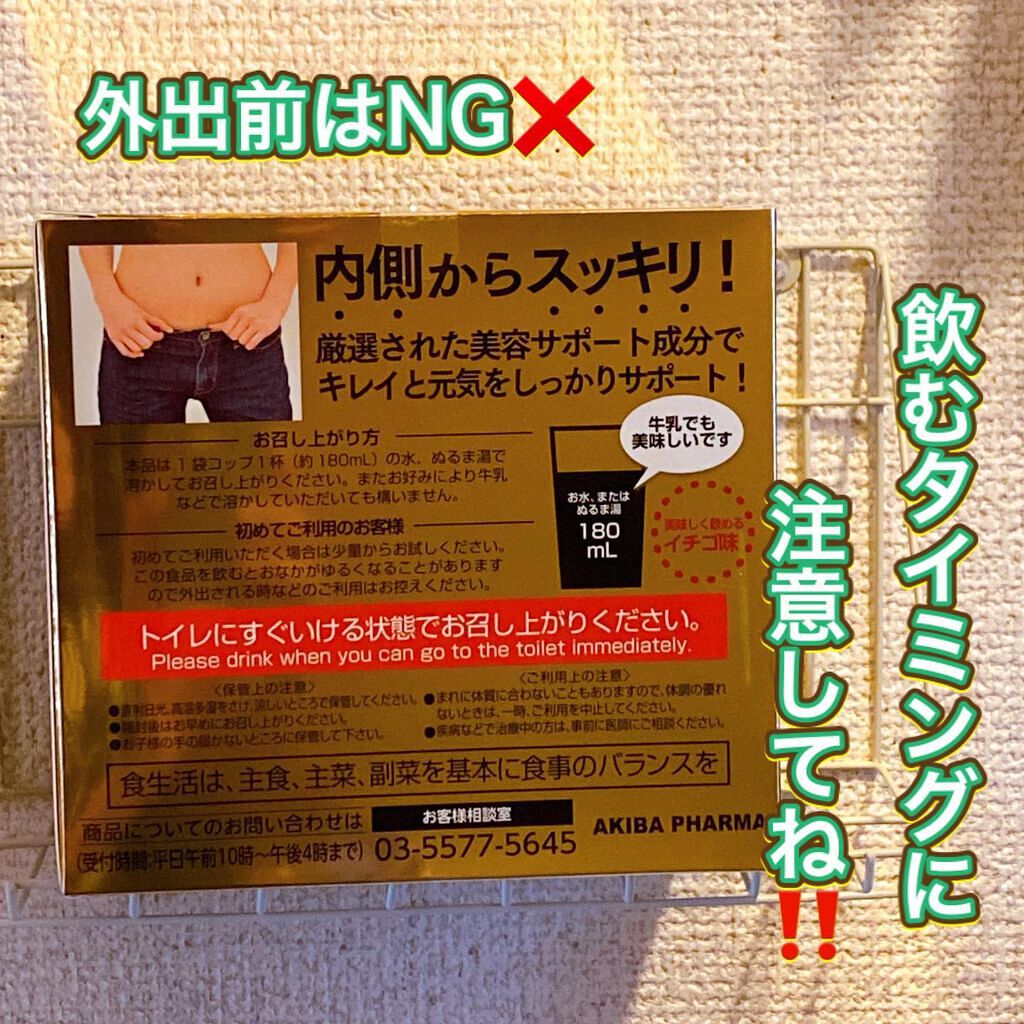 外出前はNG❌
飲むタイミングに
注意してね‼️
内側からスッキリ!
厳選された美容サポート成分で
キレイと元気をしっかりサポート!
お召し上がり方
本品は1袋コップ1杯(約180mL)の水、ぬるま湯で
溶かしてお召し上がりください。またお好みにより牛乳
などで溶かしていただいても構いません。
初めてご利用のお客様
初めてご利用いただく場合は少量からお試しください。
この食品を飲むとおなかがゆるくなることがあります
ので外出される時などのご利用はお控えください。
牛乳でも
美味しいです
お水、または
ぬるま湯
180
mL
美味しく飲める
イチゴ味
トイレにすぐいける状態でお召し上がりください。
Please drink when you can go to the toilet immediately.
〈保管上の注意〉
●直射日光、高温多湿をさけ、涼しいところで保管してください。
●開封後はお早めにお召し上がりください。
●お子様の手の届かないところに保管して下さい。
〈ご利用上の注意〉
●まれに体質に合わないこともありますので、体調の優れ
ないときは、一時、ご利用を中止してください。
●疾病などで治療中の方は、事前に医師にご相談ください。
食生活は、主食、主菜、副菜を基本に食事のバランスを
商品についてのお問い合わせは
(受付時間:平日午前10時〜午後4時まで)
お客様相談室
03-5577-5645
AKIBA PHARMA